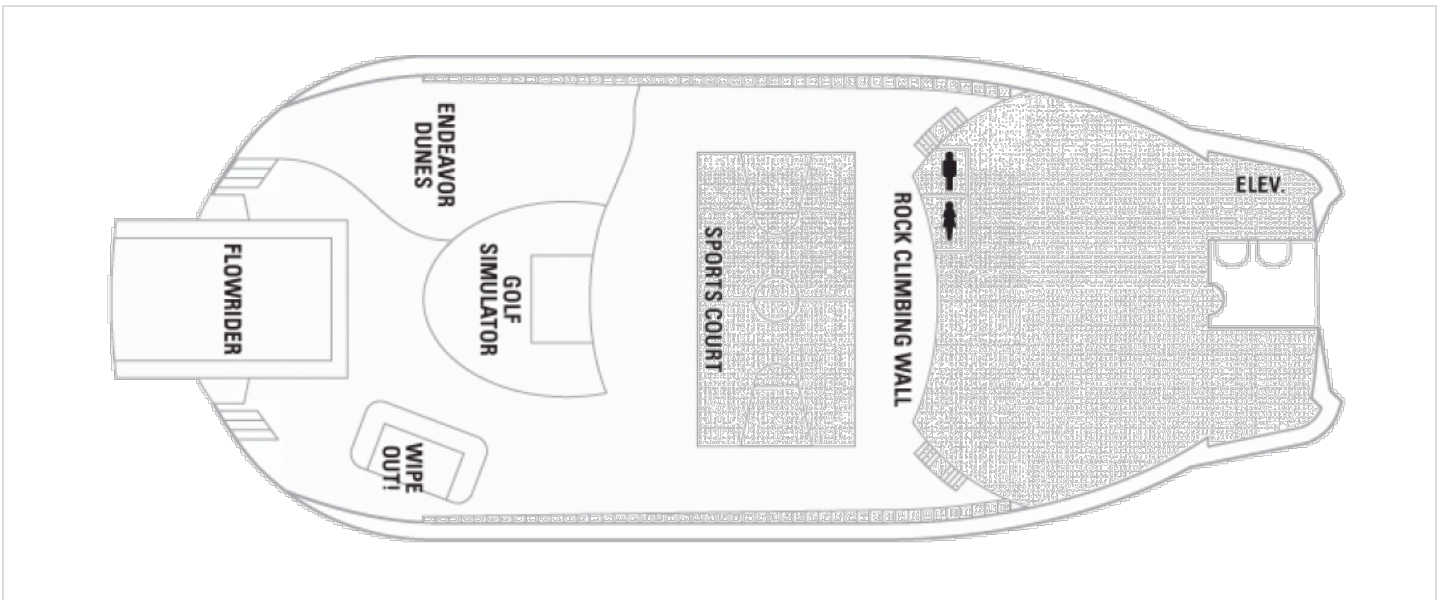 ENDEAVOR
DUNES
FLOWRIDER
GOLF
SIMULATOR
WIPE
OUT!
SPORTS COURT
ROCK CLIMBING WALL
ELEV.